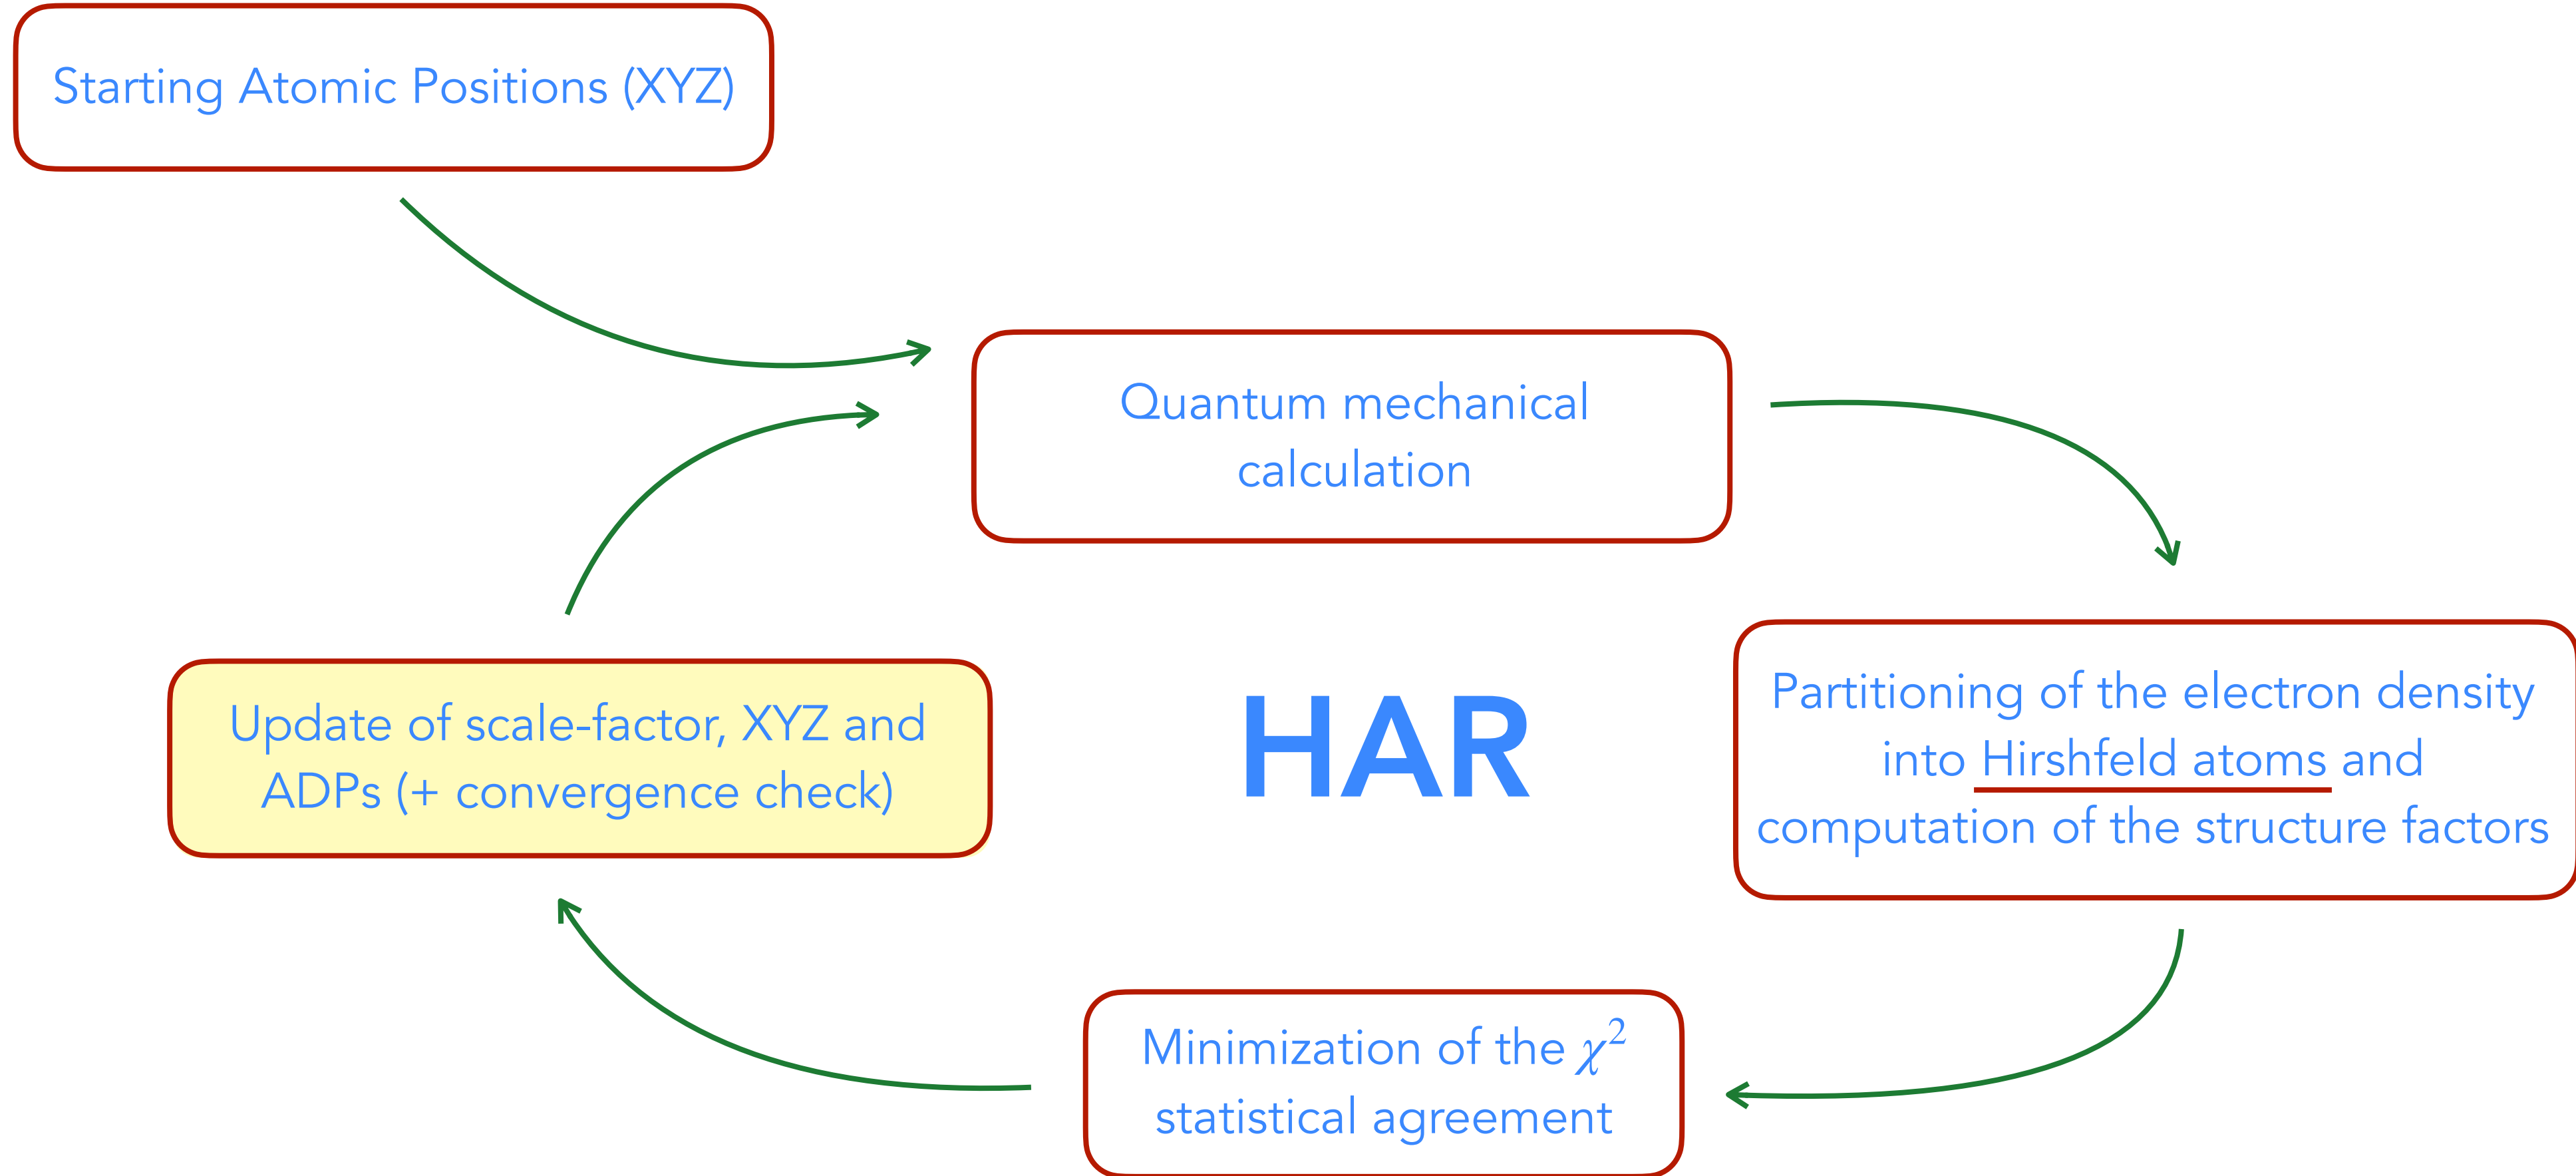 Starting Atomic Positions (XYZ)
Quantum mechanical
calculation
Partitioning of the electron density
into Hirshfeld atoms and
computation of the structure factors
Update of scale-factor, XYZ and
ADPs (+ convergence check)
HAR
Minimization of the χ²
statistical agreement